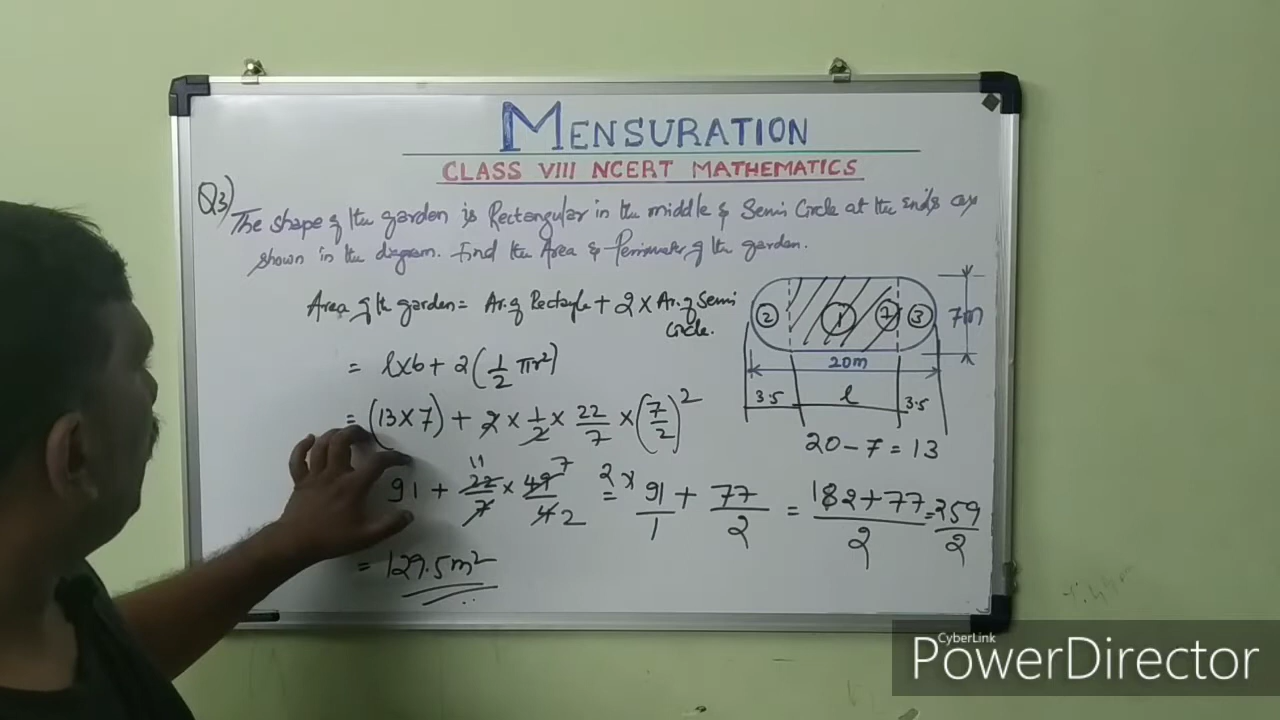 MENSURATION
CLASS VIII NCERT MATHEMATICS
Q3) The shape of the garden is Rectangular in the middle & Semi Circle at the ends as
shown in the diagram. Find the Area & Perimeter of the garden.
Area of the garden = Ar. of Rectangle + 2 × Ar. of Semi
Circle.
= l×b + 2(1/2 πr²)
= (13×7) + 2 × 1/2 × 22/7 × (7/2)²
91 + 22/7 × 49/4 = 91/1 + 77/2 = 182+77/2 = 259/2
11 7 2 2×
= 129.5m²
2 1 7 3 7m
20m
3.5 l 3.5
20-7=13
CyberLink
PowerDirector